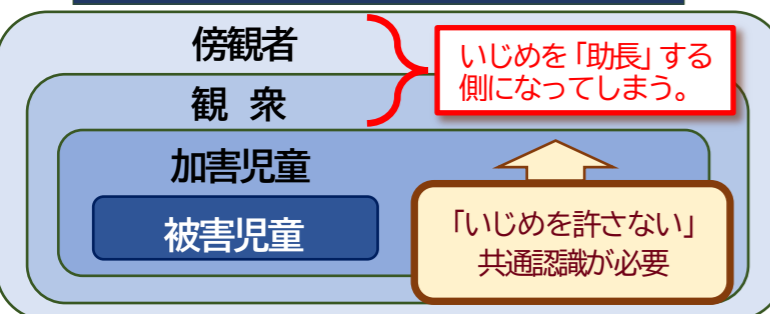 傍観者
いじめを「助長」する
側になってしまう。
観 衆
加害児童
被害児童
「いじめを許さない」
共通認識が必要